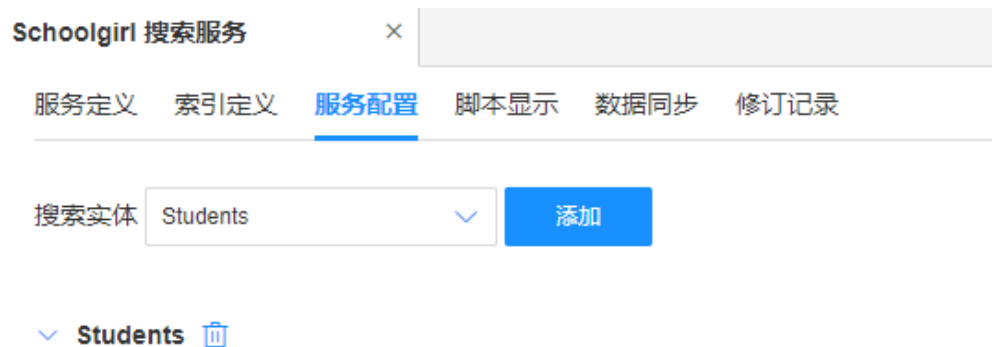 Schoolgirl 搜索服务 ×
服务定义 索引定义 服务配置 脚本显示 数据同步 修订记录
搜索实体 Students 添加
Students